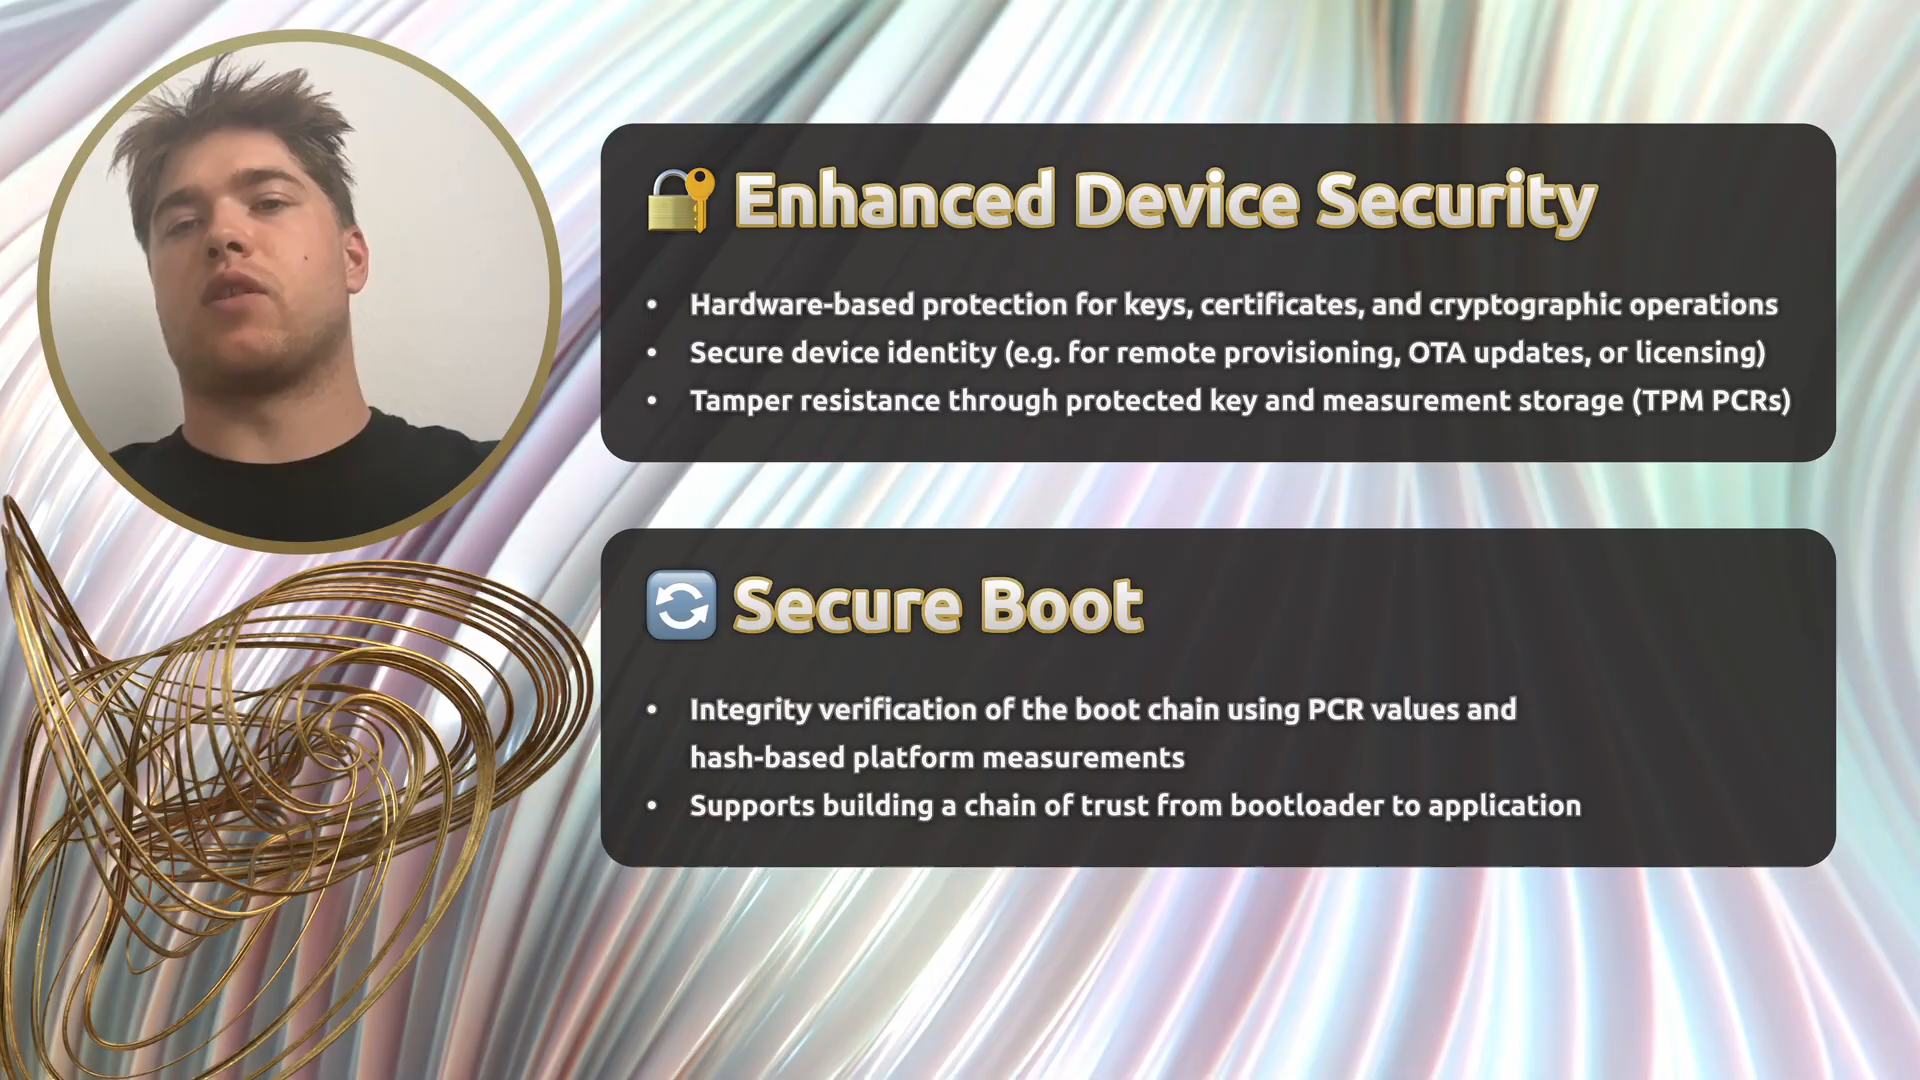 Enhanced Device Security
• Hardware-based protection for keys, certificates, and cryptographic operations
• Secure device identity (e.g. for remote provisioning, OTA updates, or licensing)
• Tamper resistance through protected key and measurement storage (TPM PCRs)
Secure Boot
• Integrity verification of the boot chain using PCR values and
hash-based platform measurements
• Supports building a chain of trust from bootloader to application